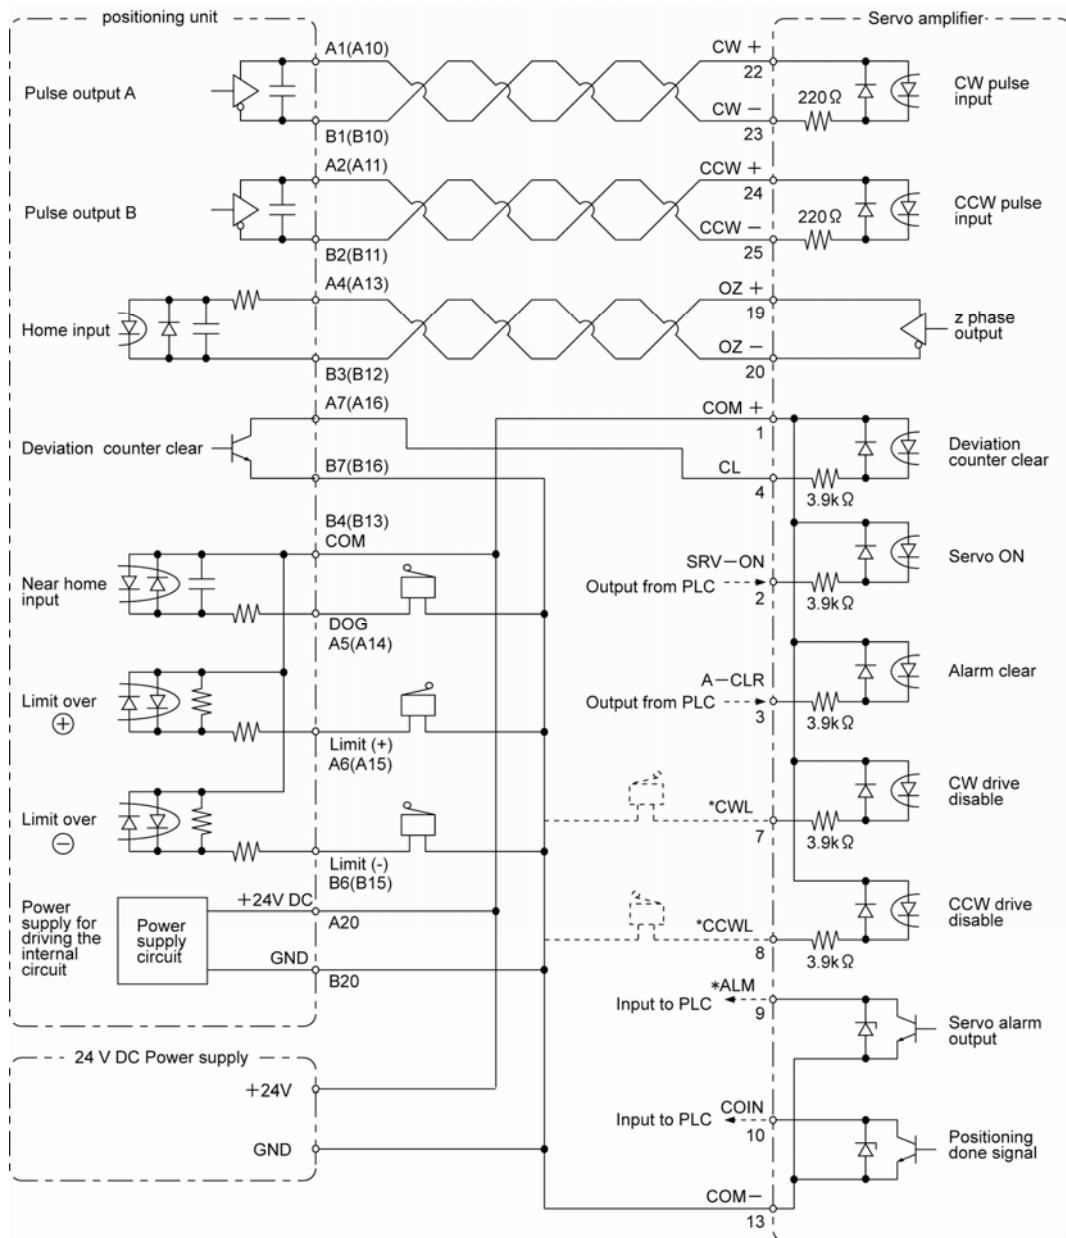 positioning unit
Servo amplifier
A1(A10)
CW +
22
Pulse output A
220Ω
CW pulse
input
CW −
B1(B10)
23
A2(A11)
CCW +
24
Pulse output B
220Ω
CCW pulse
input
CCW −
B2(B11)
25
A4(A13)
OZ +
19
Home input
z phase
output
OZ −
B3(B12)
20
A7(A16)
COM +
1
Deviation counter clear
Deviation
counter clear
B7(B16)
CL
4
3.9kΩ
B4(B13)
COM
Near home
input
SRV−ON
Output from PLC
2
3.9kΩ
Servo ON
DOG
A5(A14)
Limit over
+
A−CLR
Output from PLC
3
3.9kΩ
Alarm clear
Limit (+)
A6(A15)
Limit over
−
*CWL
7
3.9kΩ
CW drive
disable
Limit (-)
B6(B15)
Power
supply for
driving the
internal
circuit
Power
supply
circuit
+24V DC
A20
GND
B20
*CCWL
8
3.9kΩ
CCW drive
disable
*ALM
Input to PLC
9
Servo alarm
output
24 V DC Power supply
+24V
GND
COIN
Input to PLC
10
Positioning
done signal
COM−
13